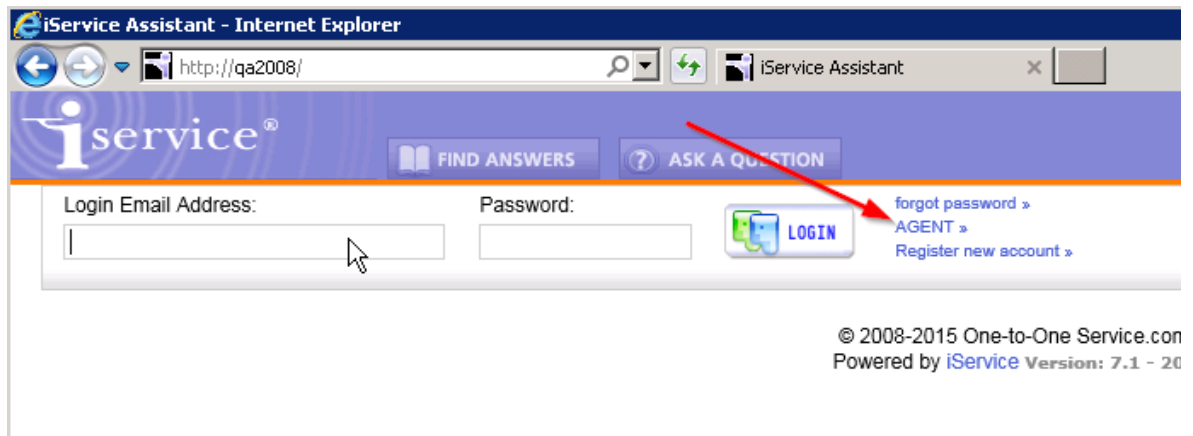 iService Assistant - Internet Explorer
http://qa2008/
iService Assistant
iservice®
FIND ANSWERS
ASK A QUESTION
Login Email Address:
Password:
LOGIN
forgot password »
AGENT »
Register new account »
© 2008-2015 One-to-One Service.com
Powered by iService Version: 7.1 - 20